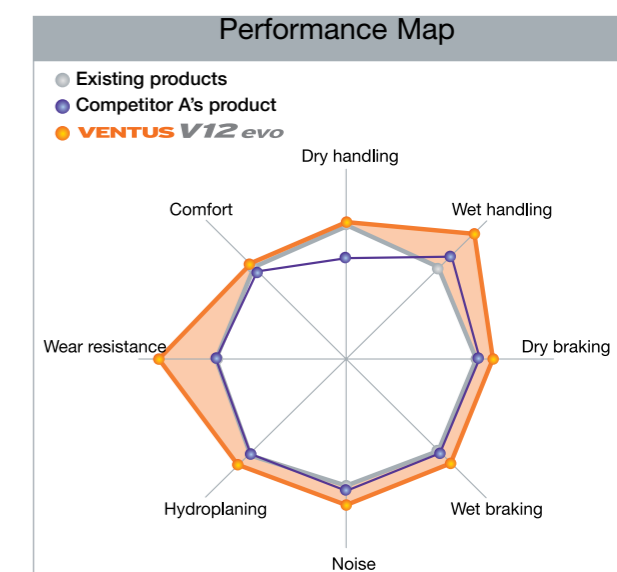 Performance Map
Existing products
Competitor A's product
VENTUS V12 evo
Dry handling
Comfort
Wet handling
Wear resistance
Dry braking
Hydroplaning
Wet braking
Noise